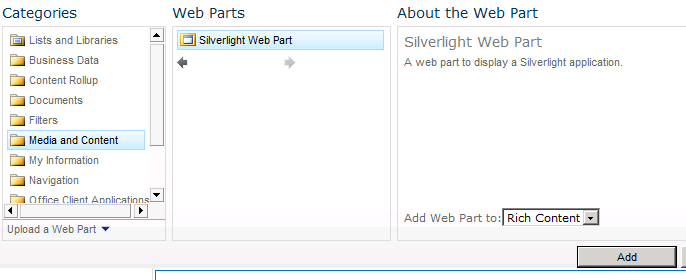 Categories
Lists and Libraries
Business Data
Content Rollup
Documents
Filters
Media and Content
My Information
Navigation
Office Client Applications
Upload a Web Part
Web Parts
Silverlight Web Part
About the Web Part
Silverlight Web Part
A web part to display a Silverlight application.
Add Web Part to: Rich Content
Add